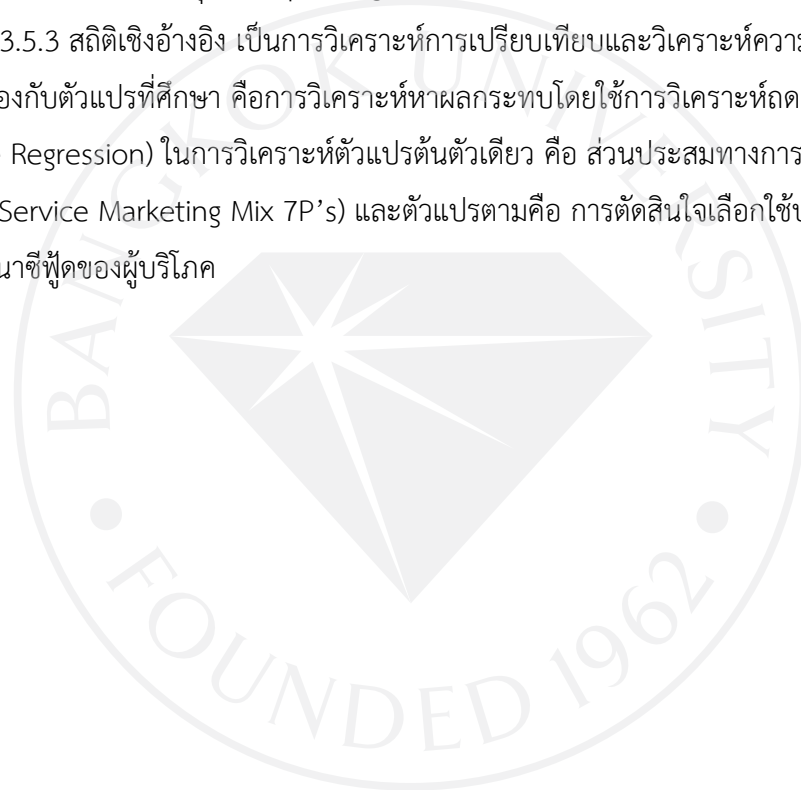 3.5.3 สถิติเชิงอ้างอิง เป็นการวิเคราะห์การเปรียบเทียบและวิเคราะห์ความ
องกับตัวแปรที่ศึกษา คือการวิเคราะห์หาผลกระทบโดยใช้การวิเคราะห์ถด
Regression) ในการวิเคราะห์ตัวแปรต้นตัวเดียว คือ ส่วนประสมทางการ
Service Marketing Mix 7P’s) และตัวแปรตามคือ การตัดสินใจเลือกใช้
นาซีฟู้ดของผู้บริโภค
BANGKOK UNIVERSITY
FOUNDED 1962